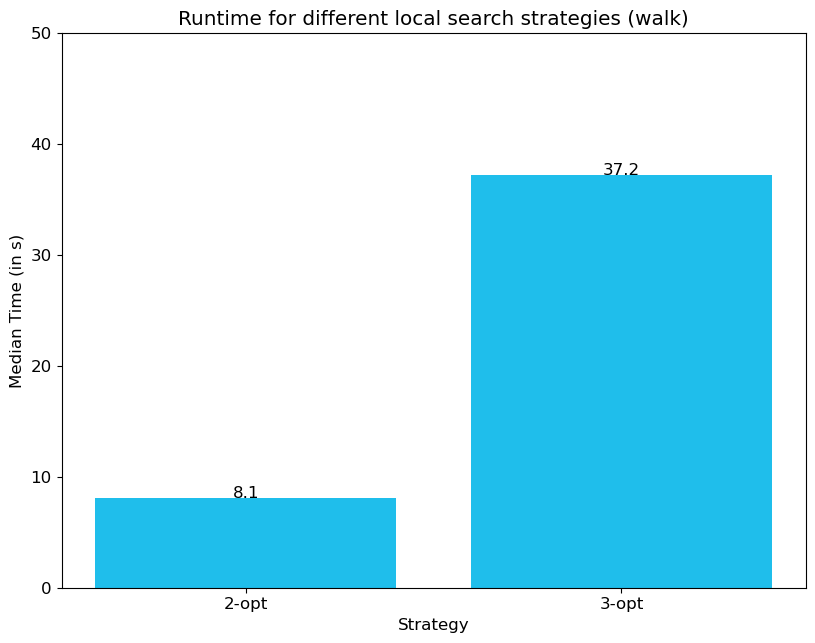 Runtime for different local search strategies (walk)
50
40
30
20
10
0
Median Time (in s)
37.2
8.1
2-opt
3-opt
Strategy